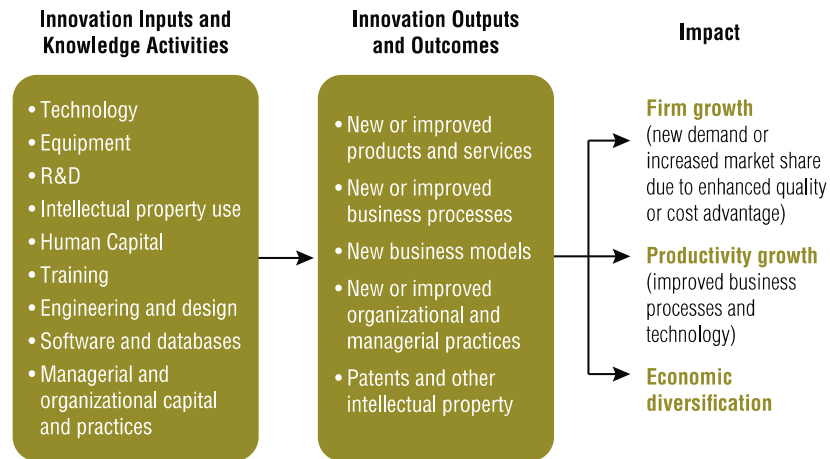 Innovation Inputs and
Knowledge Activities
• Technology
• Equipment
• R&D
• Intellectual property use
• Human Capital
• Training
• Engineering and design
• Software and databases
• Managerial and
organizational capital
and practices
Innovation Outputs
and Outcomes
• New or improved
products and services
• New or improved
business processes
• New business models
• New or improved
organizational and
managerial practices
• Patents and other
intellectual property
Impact
Firm growth
(new demand or
increased market share
due to enhanced quality
or cost advantage)
Productivity growth
(improved business
processes and
technology)
Economic
diversification